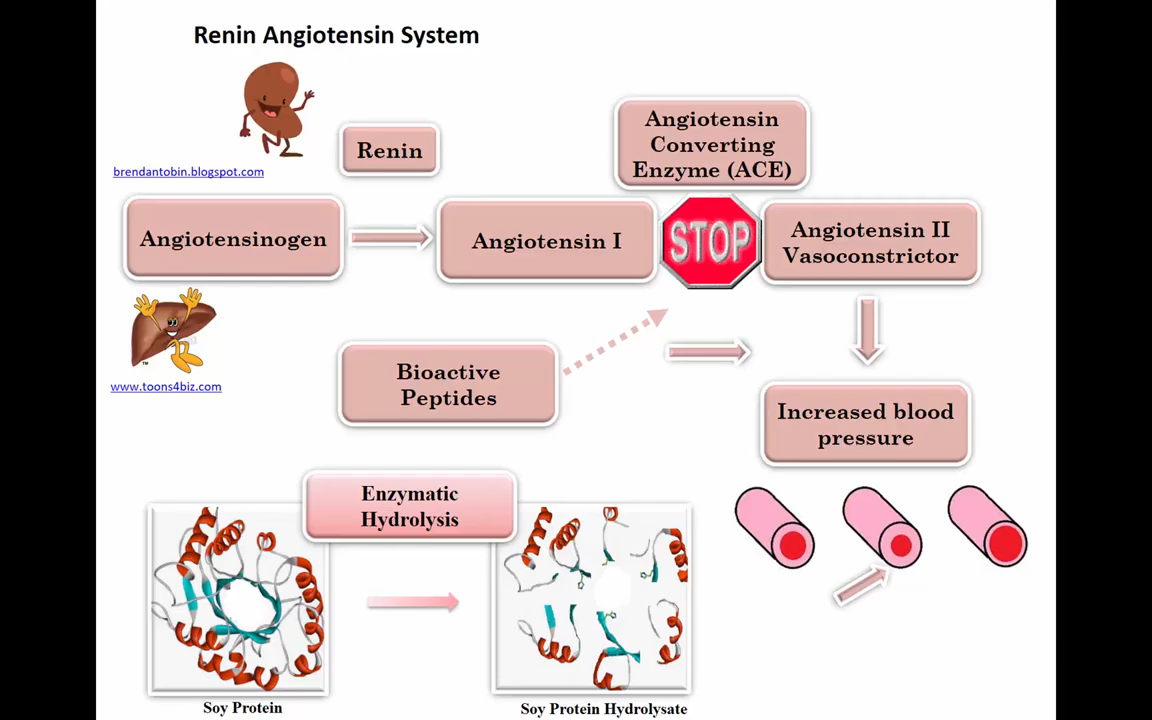 Renin Angiotensin System
brendantobin.blogspot.com
Renin
Angiotensin
Converting
Enzyme (ACE)
Angiotensinogen
Angiotensin I
STOP
Angiotensin II
Vasoconstrictor
www.toons4biz.com
Bioactive
Peptides
Increased blood
pressure
Enzymatic
Hydrolysis
Soy Protein
Soy Protein Hydrolysate